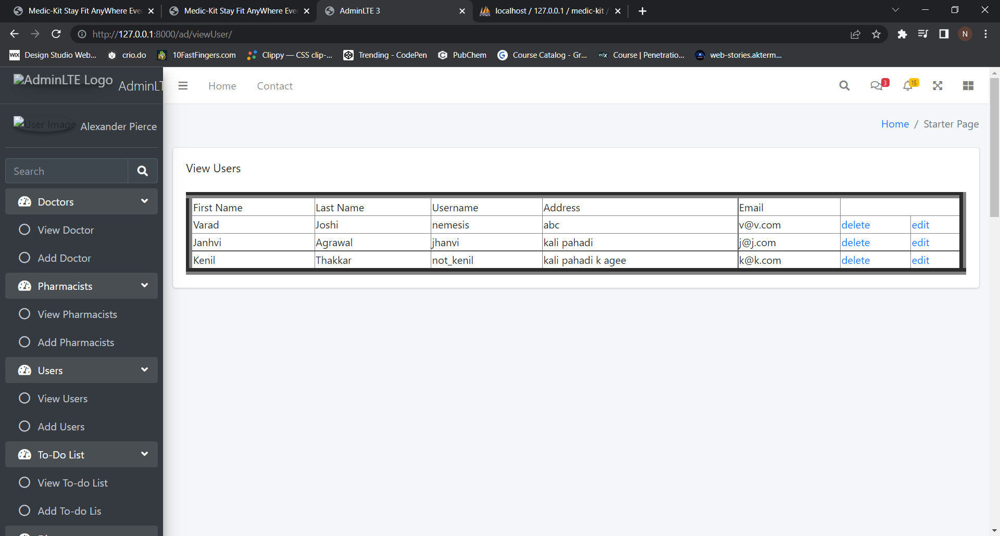 Medic-Kit Stay Fit AnyWhere Ever
Medic-Kit Stay Fit AnyWhere Eve
AdminLTE 3
localhost / 127.0.0.1 / medic-kit /
http://127.0.0.1:8000/ad/viewUser/
N
WIX Design Studio Web...
crio.do
10FastFingers.com
Clippy — CSS clip-...
Trending - CodePen
PubChem
G Course Catalog - Gr...
edX Course | Penetratio...
web-stories.akterm...
AdminLTE Logo AdminLT
Home
Contact
3
15
User Image Alexander Pierce
Home / Starter Page
Search
View Users
First Name Last Name Username Address Email
Varad Joshi nemesis abc v@v.com delete edit
Janhvi Agrawal jhanvi kali pahadi j@j.com delete edit
Kenil Thakkar not_kenil kali pahadi k agee k@k.com delete edit
Doctors
View Doctor
Add Doctor
Pharmacists
View Pharmacists
Add Pharmacists
Users
View Users
Add Users
To-Do List
View To-do List
Add To-do Lis